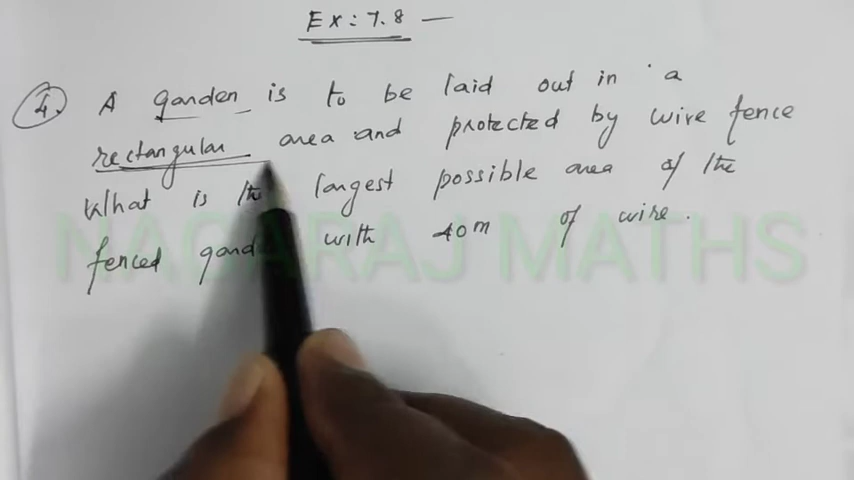 Ex: 7.8 —
4. A garden is to be laid out in a
rectangular area and protected by wire fence
What is the largest possible area of the
fenced gard with 40m of wire.
NAGARAJ MATHS